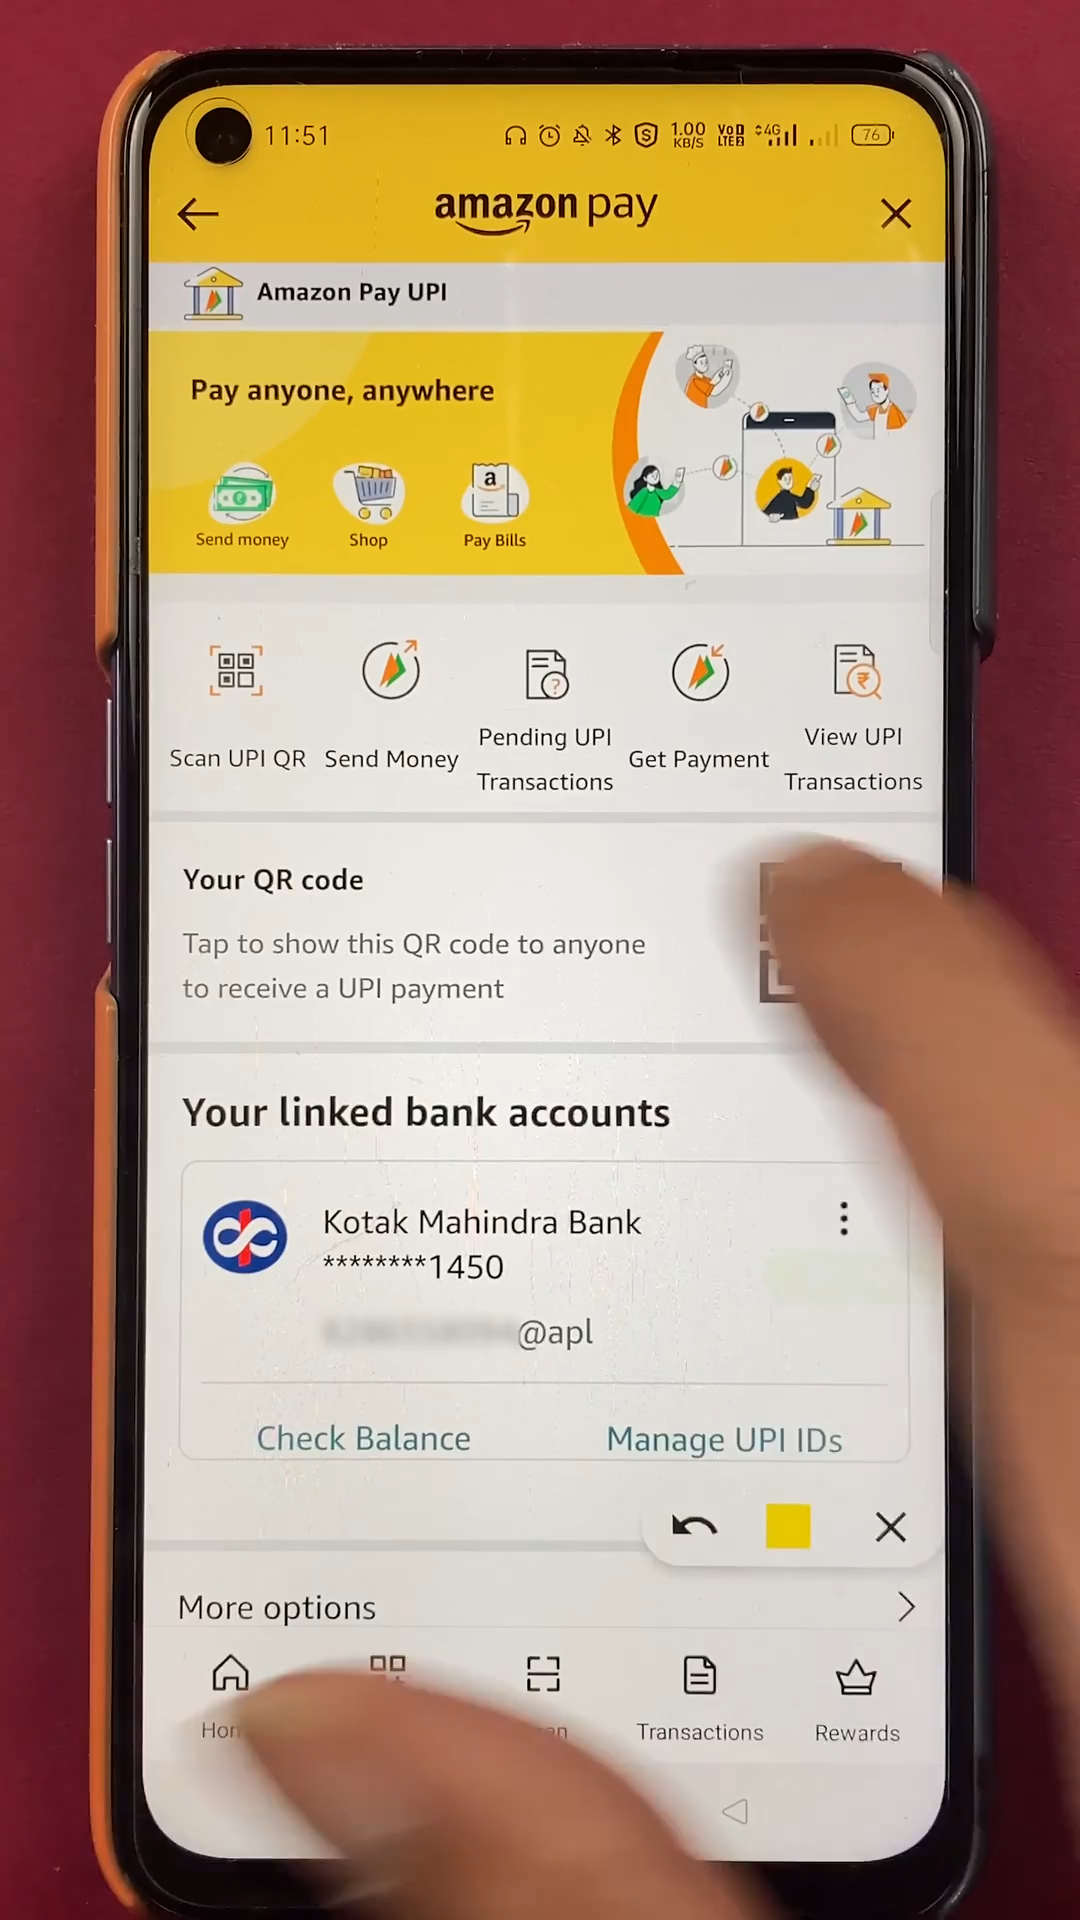 11:51
1.00 KB/S
VoD LTE2
4G
76
amazon pay
Amazon Pay UPI
Pay anyone, anywhere
a
Send money
Shop
Pay Bills
Scan UPI QR
Send Money
Pending UPI
Transactions
Get Payment
View UPI
Transactions
Your QR code
Tap to show this QR code to anyone
to receive a UPI payment
Your linked bank accounts
Kotak Mahindra Bank
********1450
@apl
Check Balance
Manage UPI IDs
More options
Transactions
Rewards